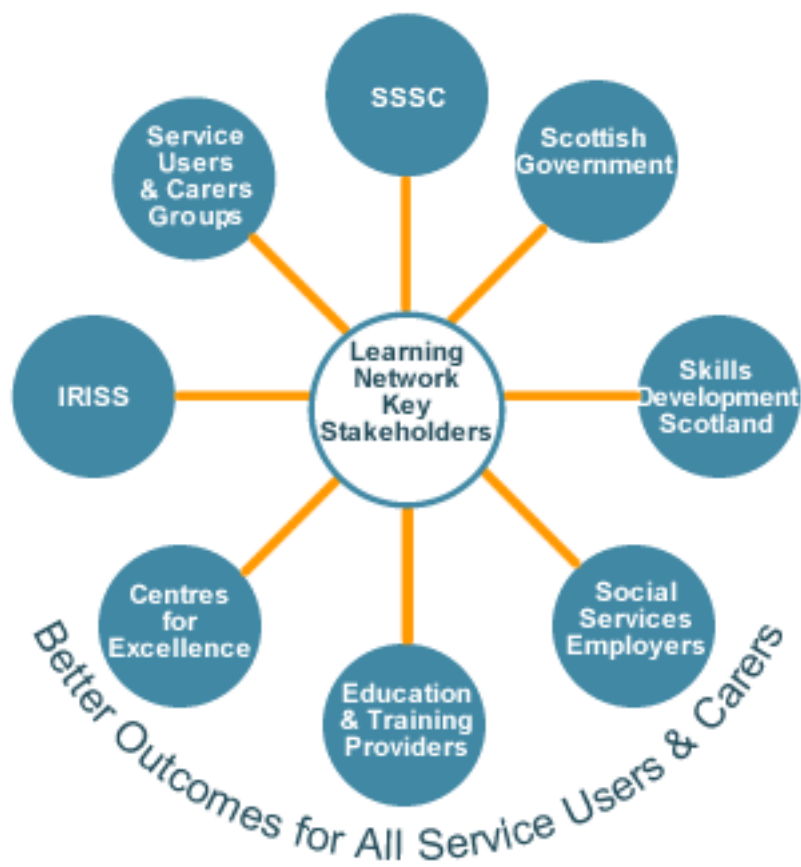 SSSC
Scottish
Government
Skills
Development
Scotland
Social
Services
Employers
Education
& Training
Providers
Centres
for
Excellence
IRISS
Service
Users
& Carers
Groups
Learning
Network
Key
Stakeholders
Better Outcomes for All Service Users & Carers